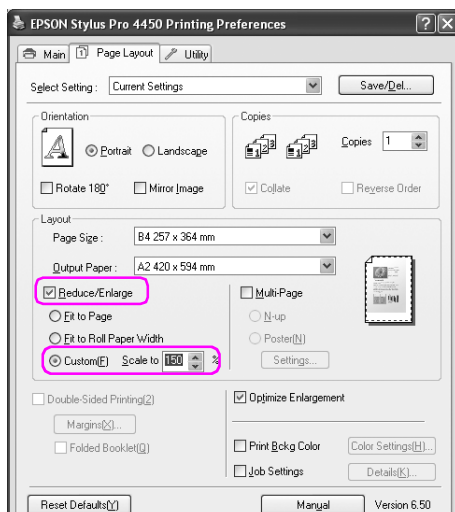 EPSON Stylus Pro 4450 Printing Preferences
Main Page Layout Utility
Select Setting : Current Settings Save/Del...
Orientation
Portrait Landscape
Rotate 180° Mirror Image
Copies
Copies 1
Collate Reverse Order
Layout
Page Size : B4 257 x 364 mm
Output Paper : A2 420 x 594 mm
Reduce/Enlarge
Fit to Page
Fit to Roll Paper Width
Custom(F) Scale to 150 %
Multi-Page
N-up
Poster(N)
Settings...
Double-Sided Printing(2)
Margins(X)...
Folded Booklet(Q)
Optimize Enlargement
Print Bckg Color Color Settings(H)...
Job Settings Details(K)...
Reset Defaults(Y) Manual Version 6.50